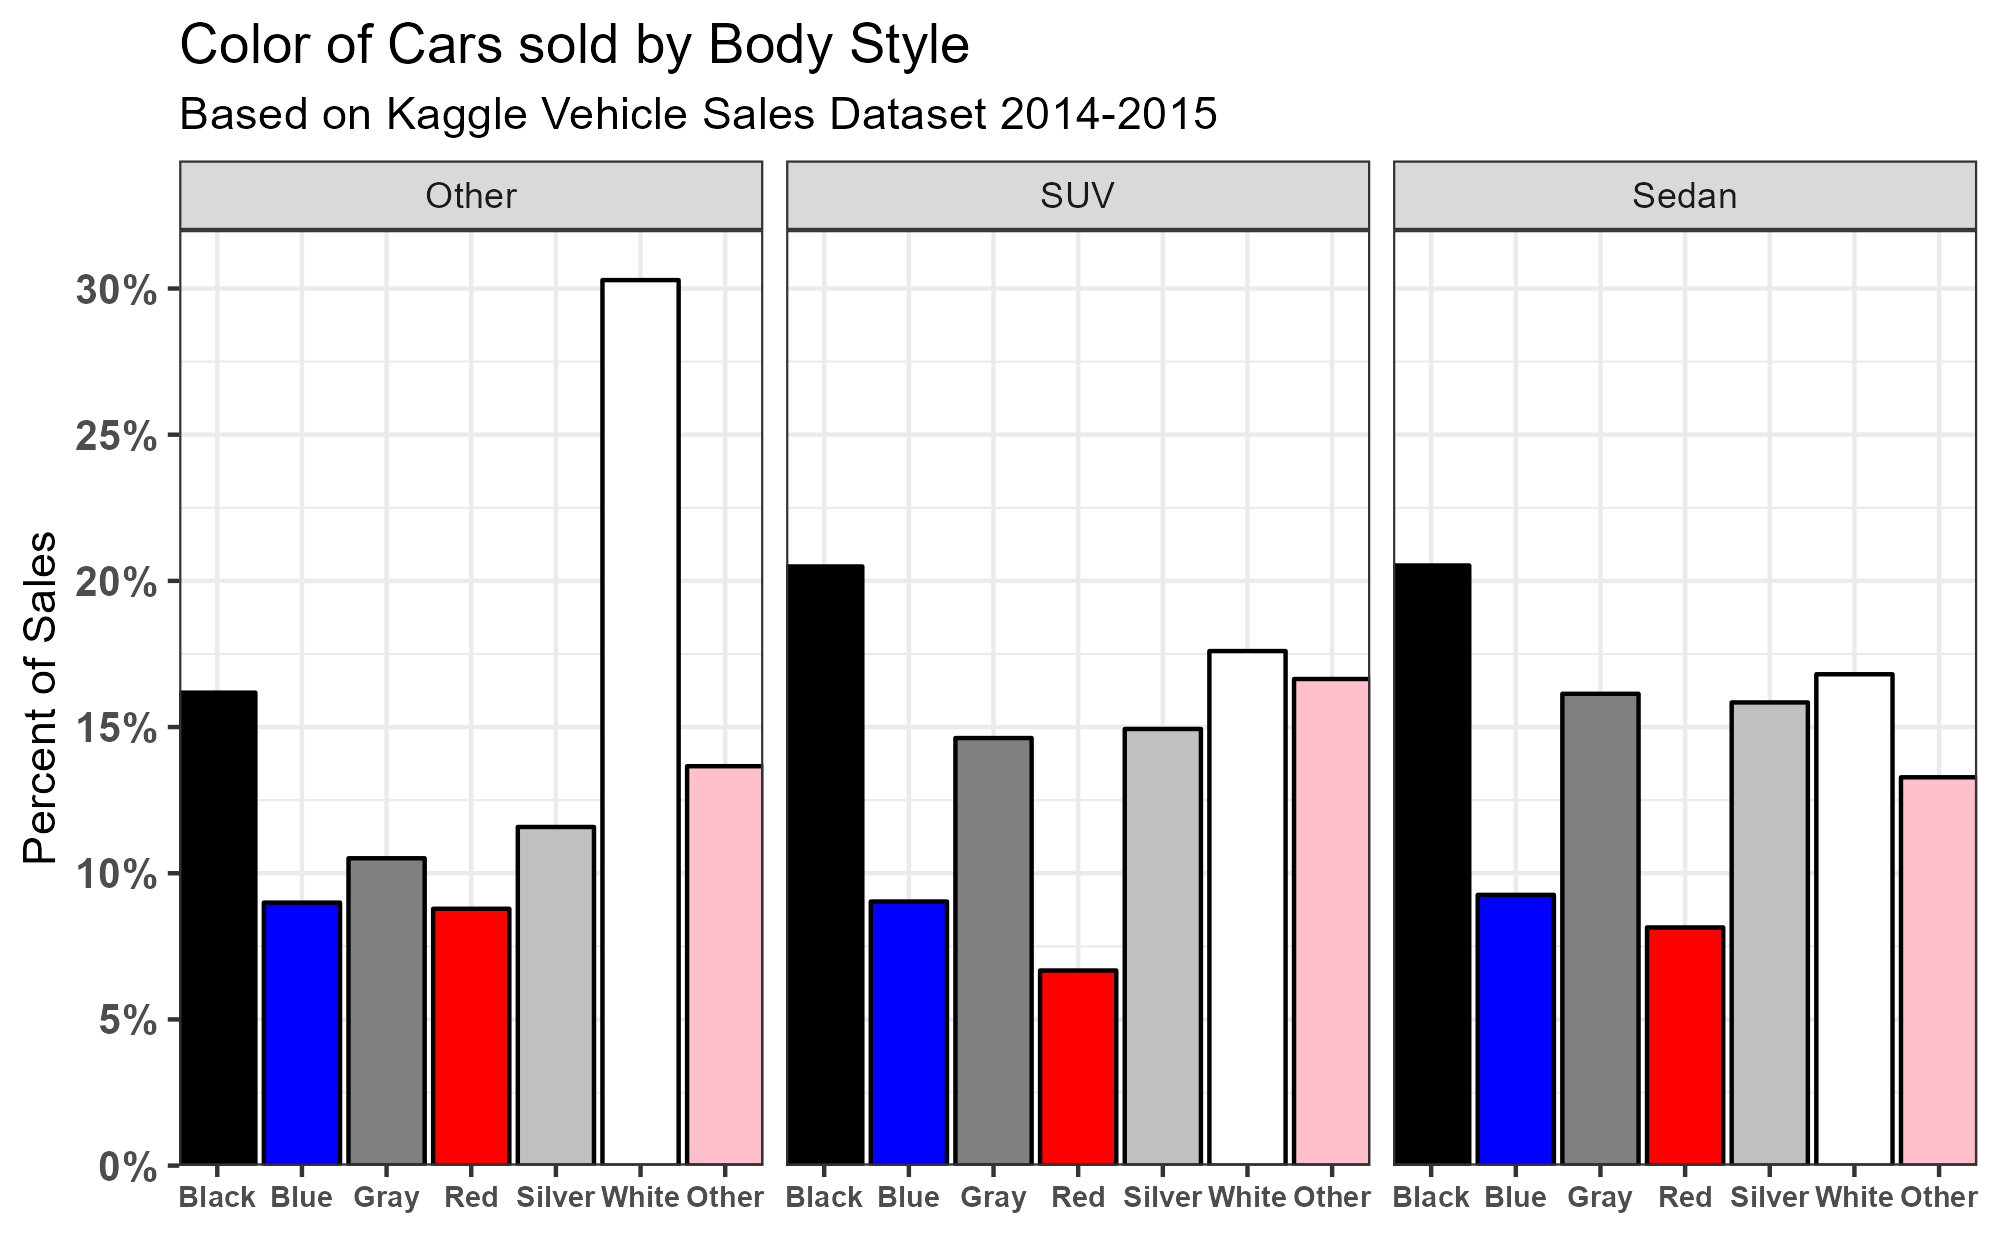 Color of Cars sold by Body Style
Based on Kaggle Vehicle Sales Dataset 2014-2015
Other
SUV
Sedan
Percent of Sales
30%
25%
20%
15%
10%
5%
0%
Black Blue Gray Red Silver White Other
Black Blue Gray Red Silver White Other
Black Blue Gray Red Silver White Other